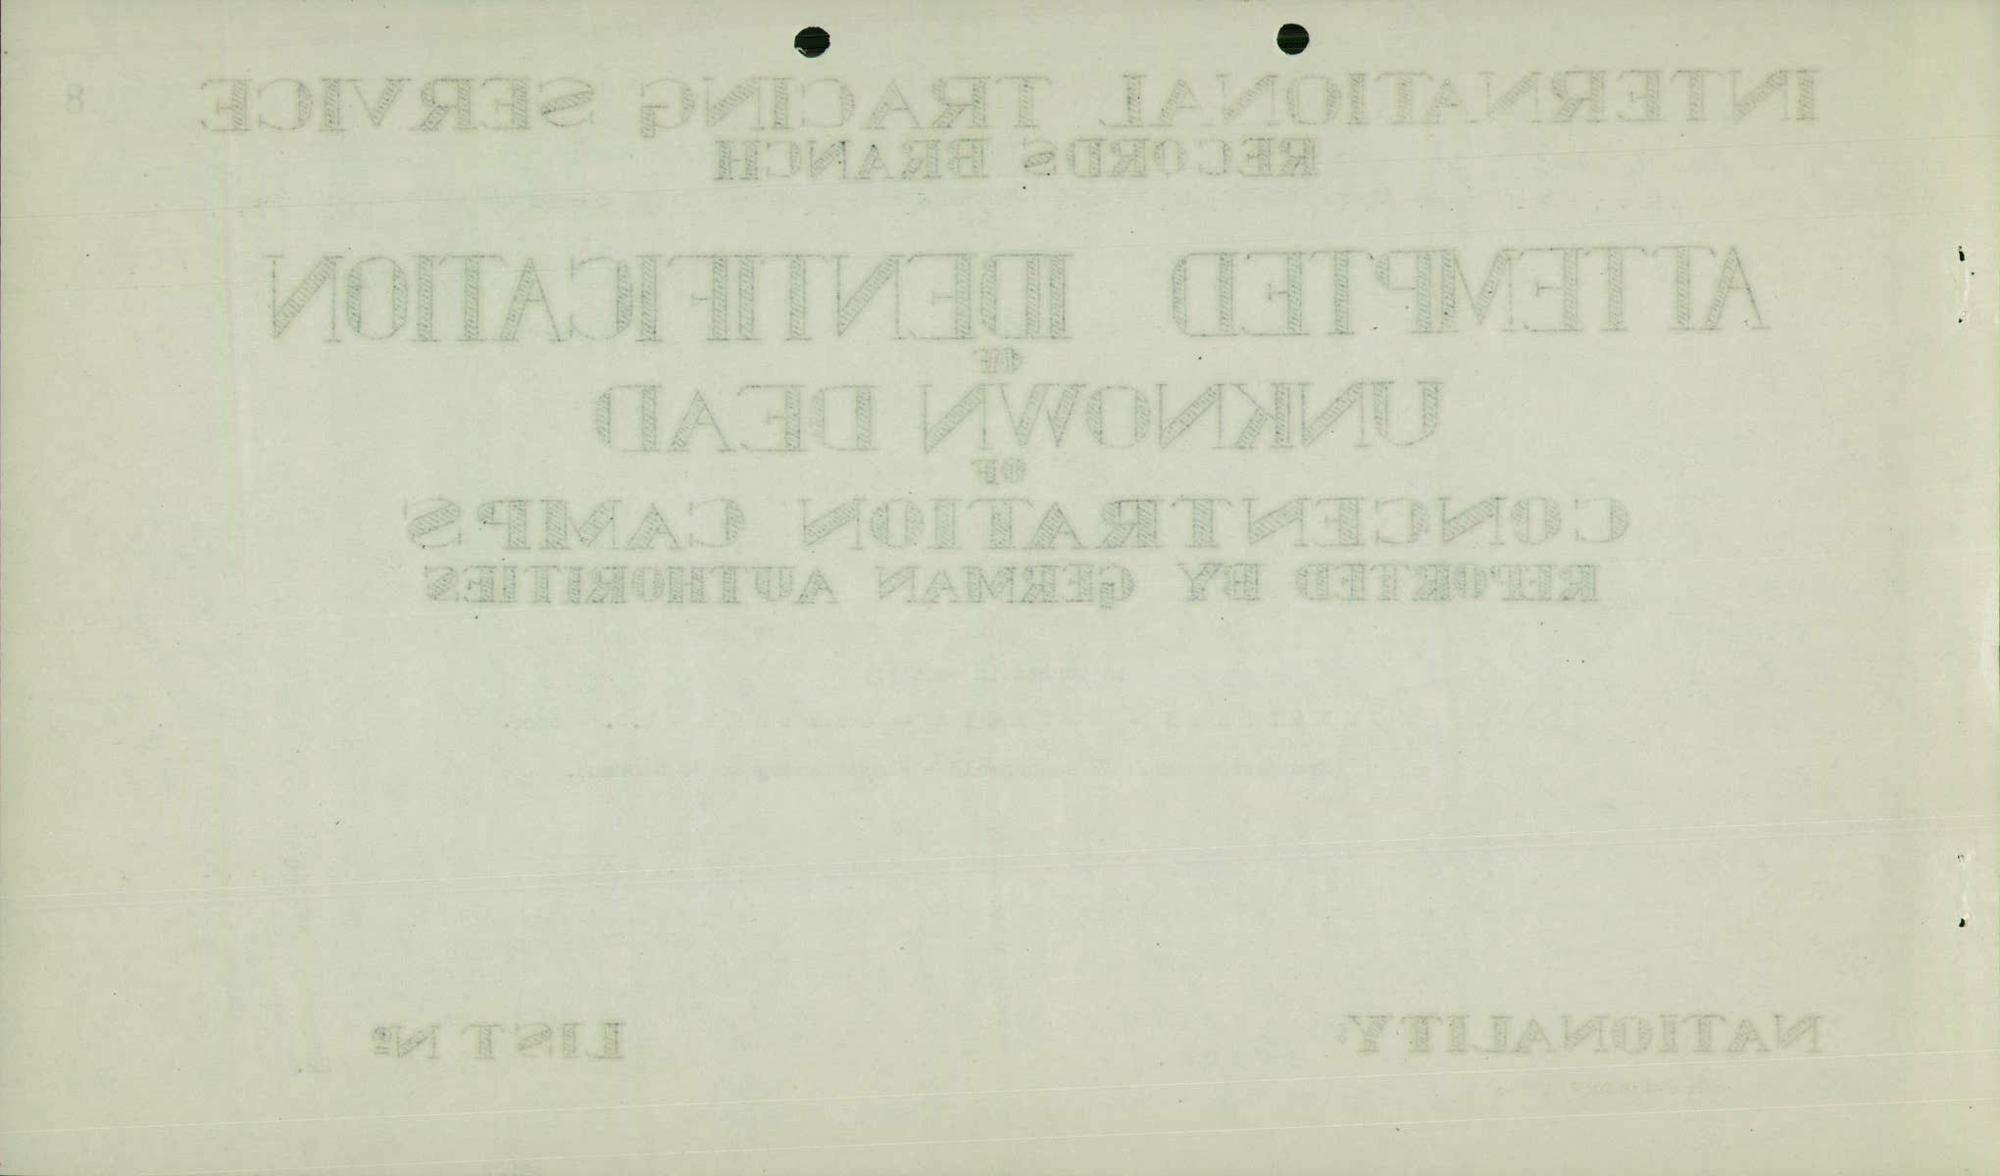 8
INTERNATIONAL TRACING SERVICE
RECORDS BRANCH
ATTEMPTED IDENTIFICATION
OF
UNKNOWN DEAD
OF
CONCENTRATION CAMPS
REPORTED BY GERMAN AUTHORITIES
NATIONALITY: LIST Nº